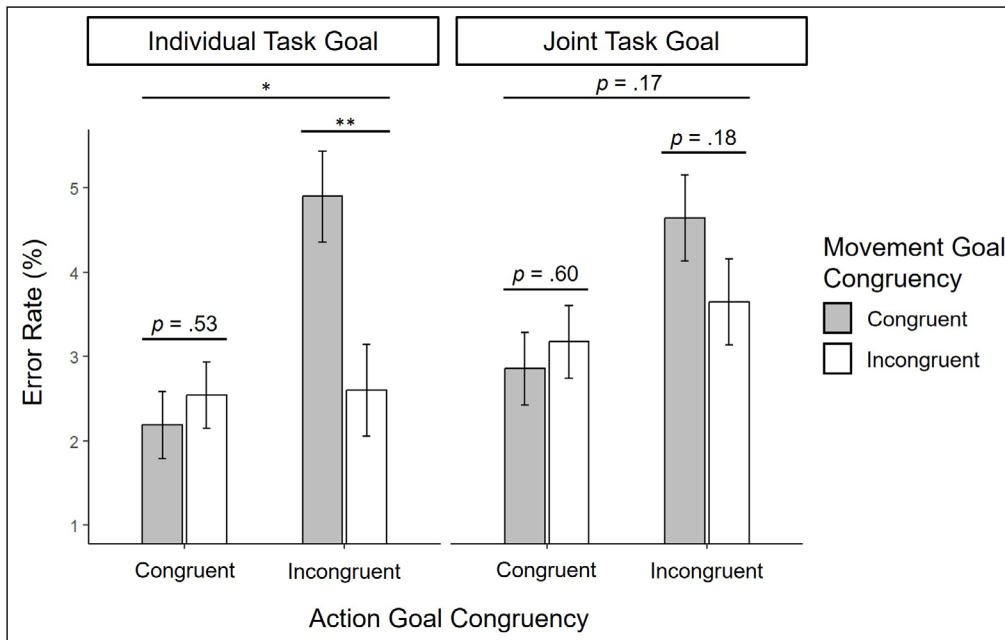 Individual Task Goal
Joint Task Goal
*
p = .17
**
p = .18
p = .53
p = .60
5
4
3
2
1
Error Rate (%)
Congruent
Incongruent
Congruent
Incongruent
Action Goal Congruency
Movement Goal
Congruency
Congruent
Incongruent